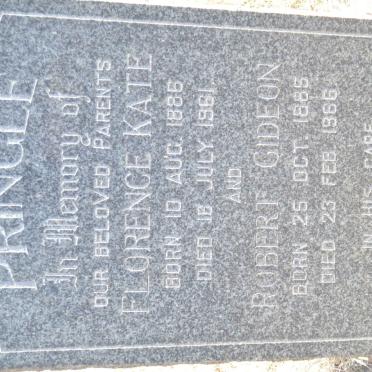 PRINGLE
In Memory of
OUR BELOVED PARENTS
FLORENCE KATE
BORN 10 AUG. 1886
DIED 18 JULY 1961
AND
ROBERT GIDEON
BORN 25 OCT. 1885
DIED 23 FEB. 1966
IN HIS CARE